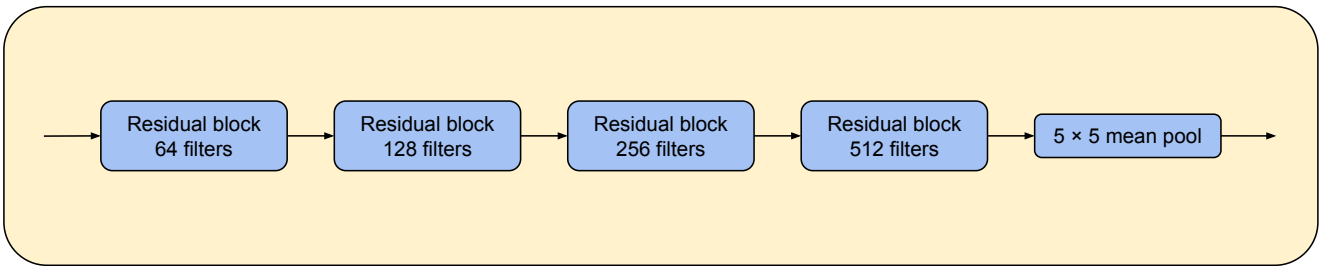 Residual block
64 filters
Residual block
128 filters
Residual block
256 filters
Residual block
512 filters
5 × 5 mean pool